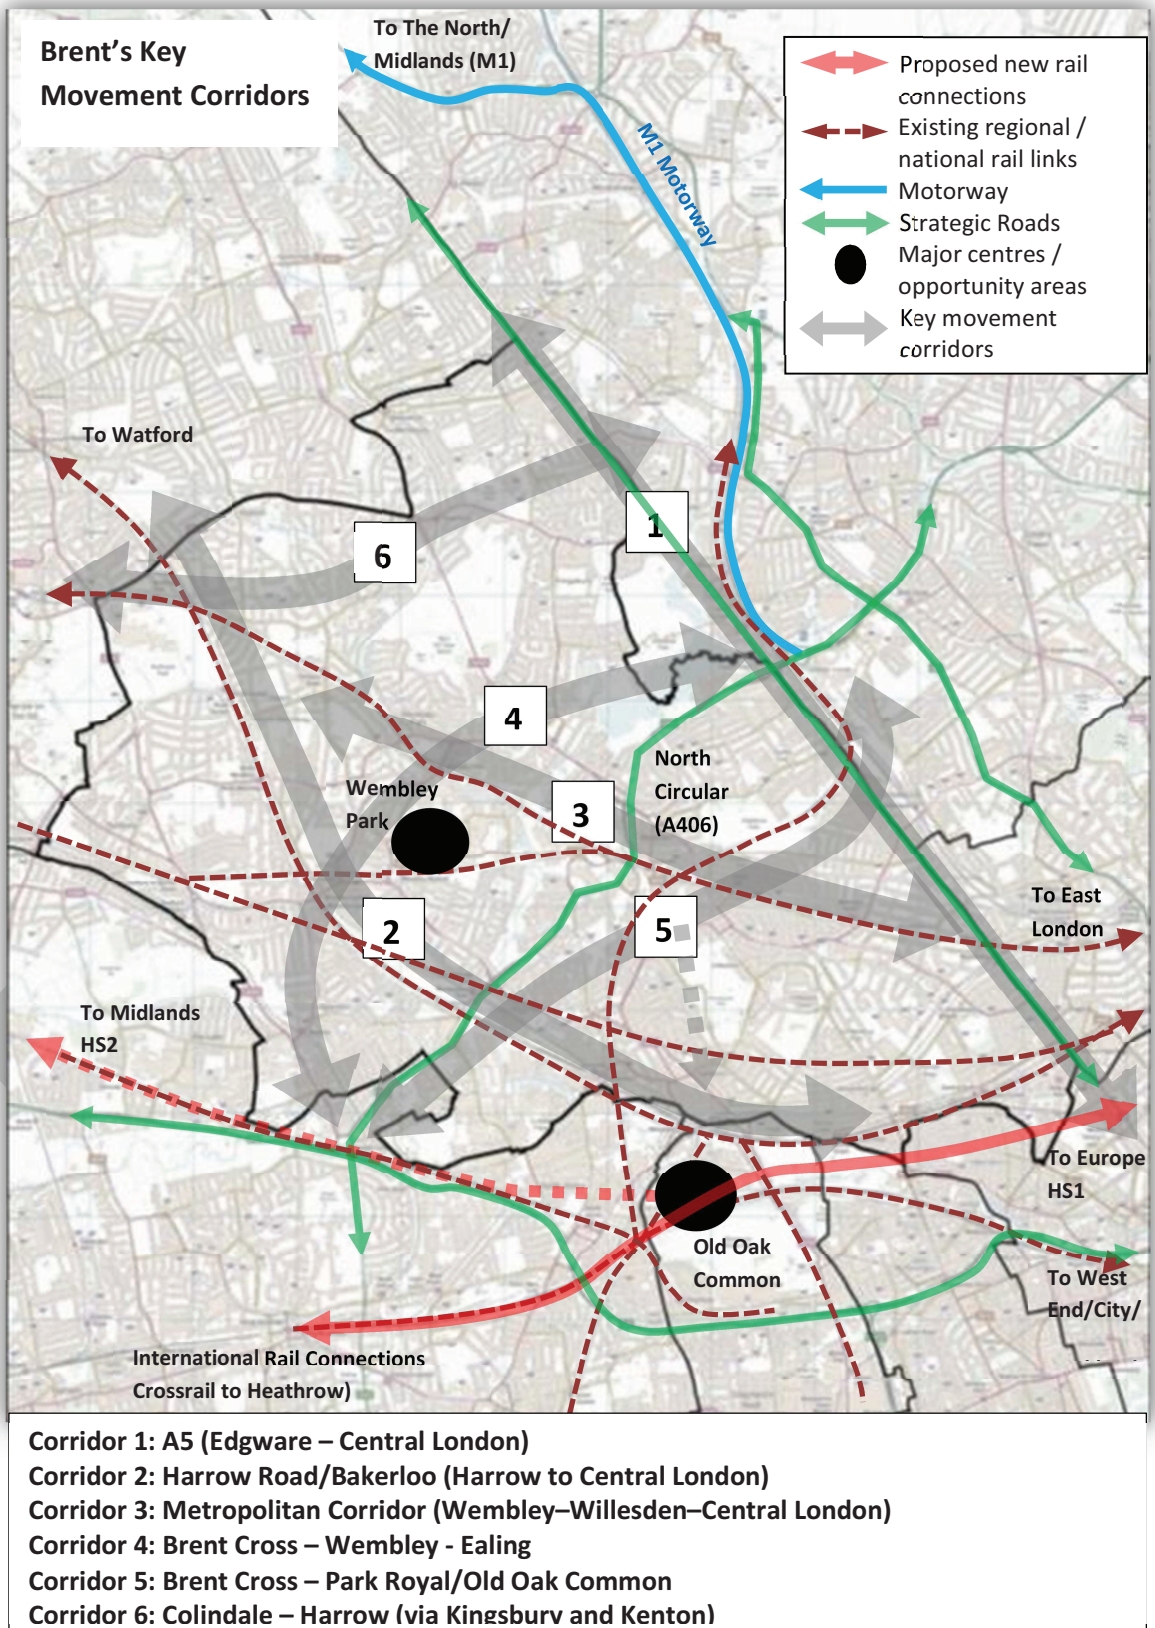 Brent's Key
Movement Corridors
To The North/
Midlands (M1)
Proposed new rail
connections
Existing regional /
national rail links
Motorway
Strategic Roads
Major centres /
opportunity areas
Key movement
corridors
M1 Motorway
To Watford
1
6
4
North
Circular
(A406)
Wembley
Park
3
To East
London
2
5
To Midlands
HS2
To Europe
HS1
Old Oak
Common
To West
End/City/
International Rail Connections
Crossrail to Heathrow)
Corridor 1: A5 (Edgware – Central London)
Corridor 2: Harrow Road/Bakerloo (Harrow to Central London)
Corridor 3: Metropolitan Corridor (Wembley–Willesden–Central London)
Corridor 4: Brent Cross – Wembley - Ealing
Corridor 5: Brent Cross – Park Royal/Old Oak Common
Corridor 6: Colindale – Harrow (via Kingsbury and Kenton)